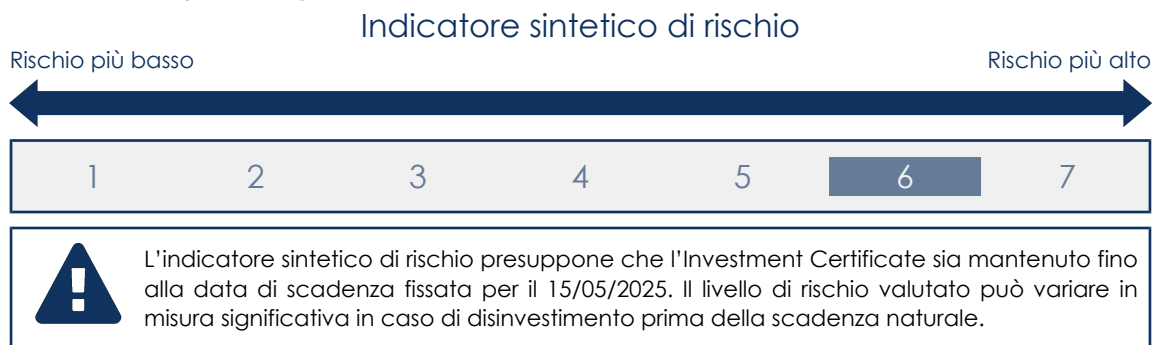 Indicatore sintetico di rischio
Rischio più basso Rischio più alto
1 2 3 4 5 6 7
L'indicatore sintetico di rischio presuppone che l'Investment Certificate sia mantenuto fino
alla data di scadenza fissata per il 15/05/2025. Il livello di rischio valutato può variare in
misura significativa in caso di disinvestimento prima della scadenza naturale.